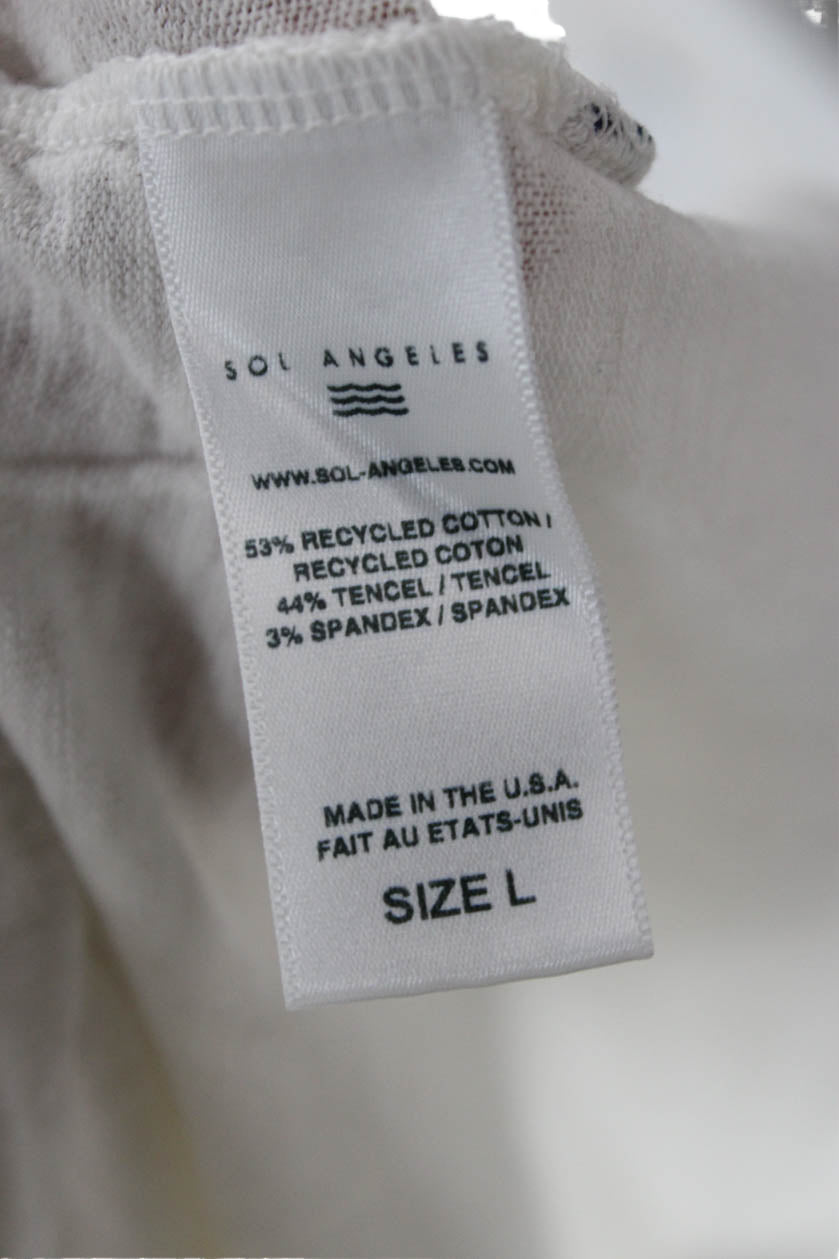 SOL ANGELES
WWW.SOL-ANGELES.COM
53% RECYCLED COTTON /
RECYCLED COTON
44% TENCEL / TENCEL
3% SPANDEX / SPANDEX
MADE IN THE U.S.A.
FAIT AU ETATS-UNIS
SIZE L